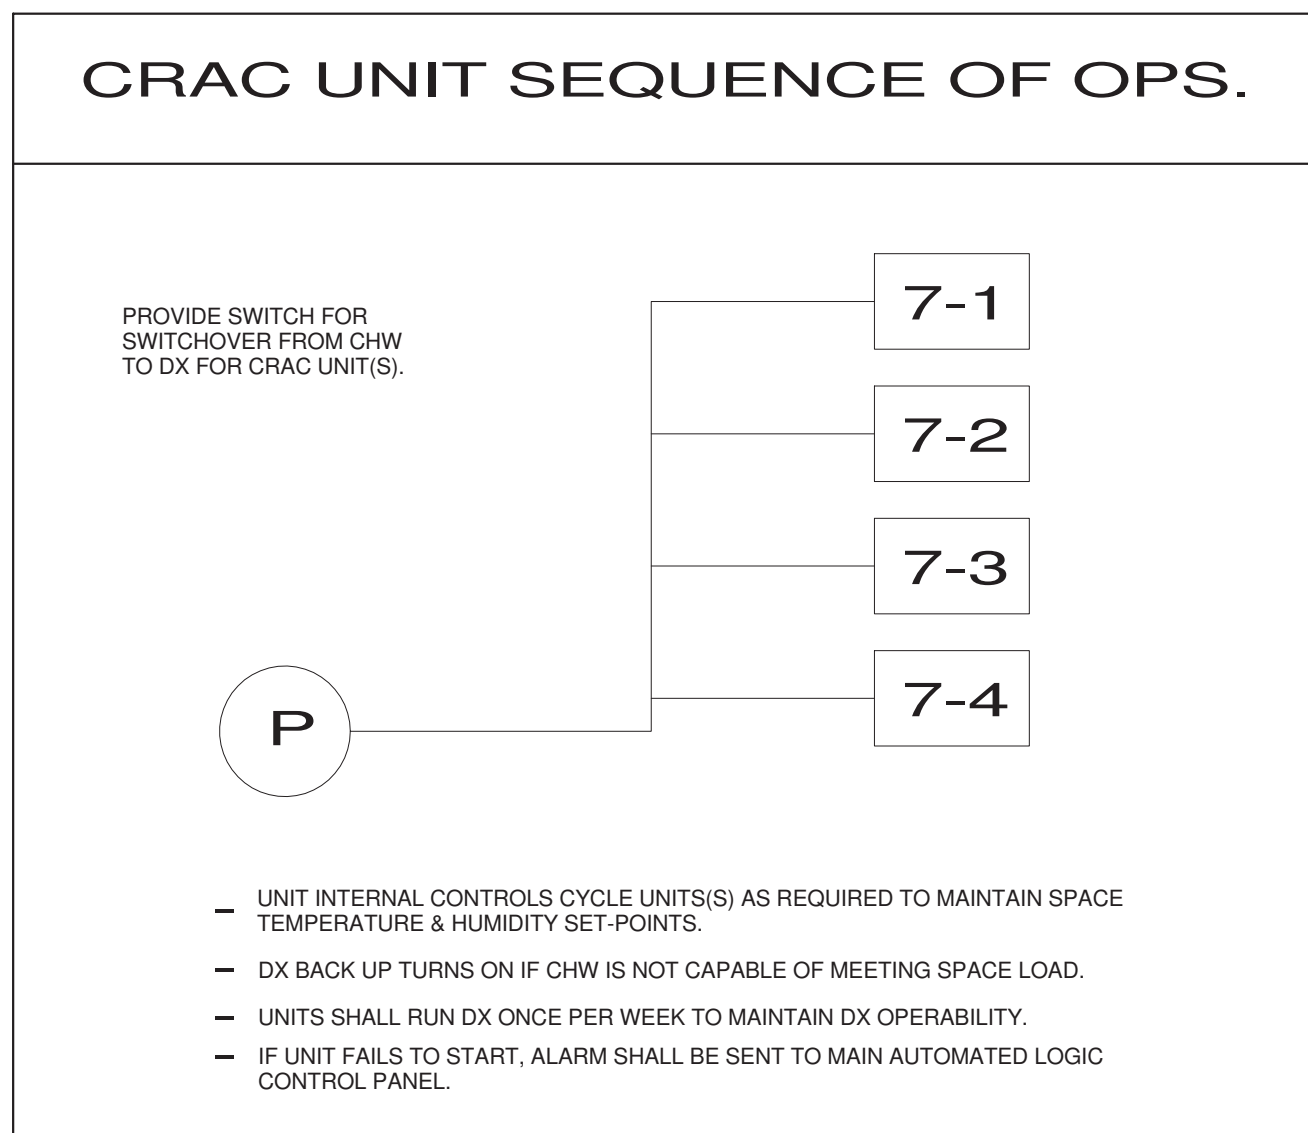 CRAC UNIT SEQUENCE OF OPS.
PROVIDE SWITCH FOR
SWITCHOVER FROM CHW
TO DX FOR CRAC UNIT(S).
7-1
7-2
7-3
7-4
P
– UNIT INTERNAL CONTROLS CYCLE UNITS(S) AS REQUIRED TO MAINTAIN SPACE
TEMPERATURE & HUMIDITY SET-POINTS.
– DX BACK UP TURNS ON IF CHW IS NOT CAPABLE OF MEETING SPACE LOAD.
– UNITS SHALL RUN DX ONCE PER WEEK TO MAINTAIN DX OPERABILITY.
– IF UNIT FAILS TO START, ALARM SHALL BE SENT TO MAIN AUTOMATED LOGIC
CONTROL PANEL.